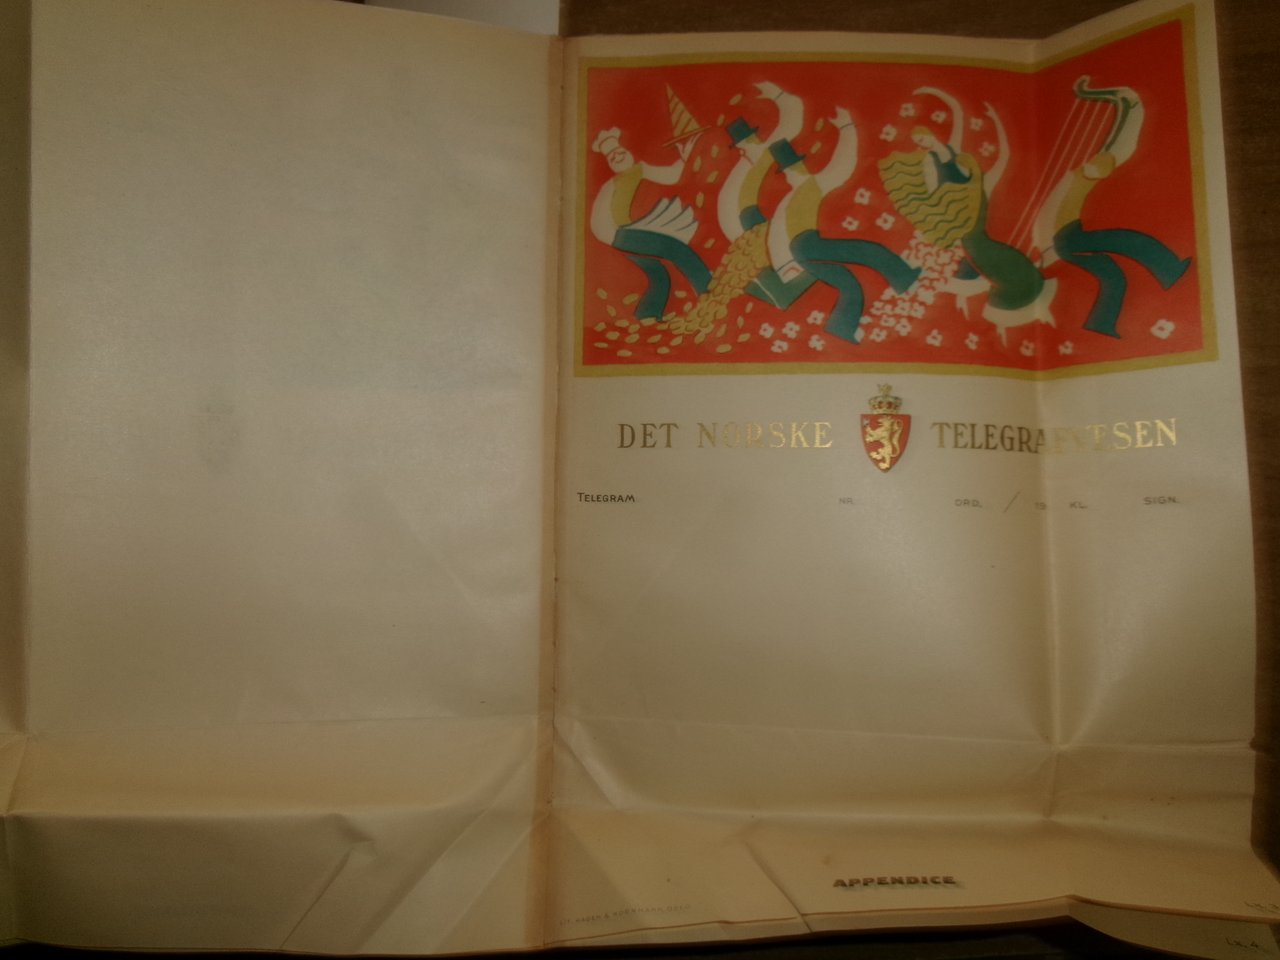 DET NORSKE TELEGRAFVESEN
TELEGRAM NR. ORD. / 19 KL. SIGN.
APPENDICE